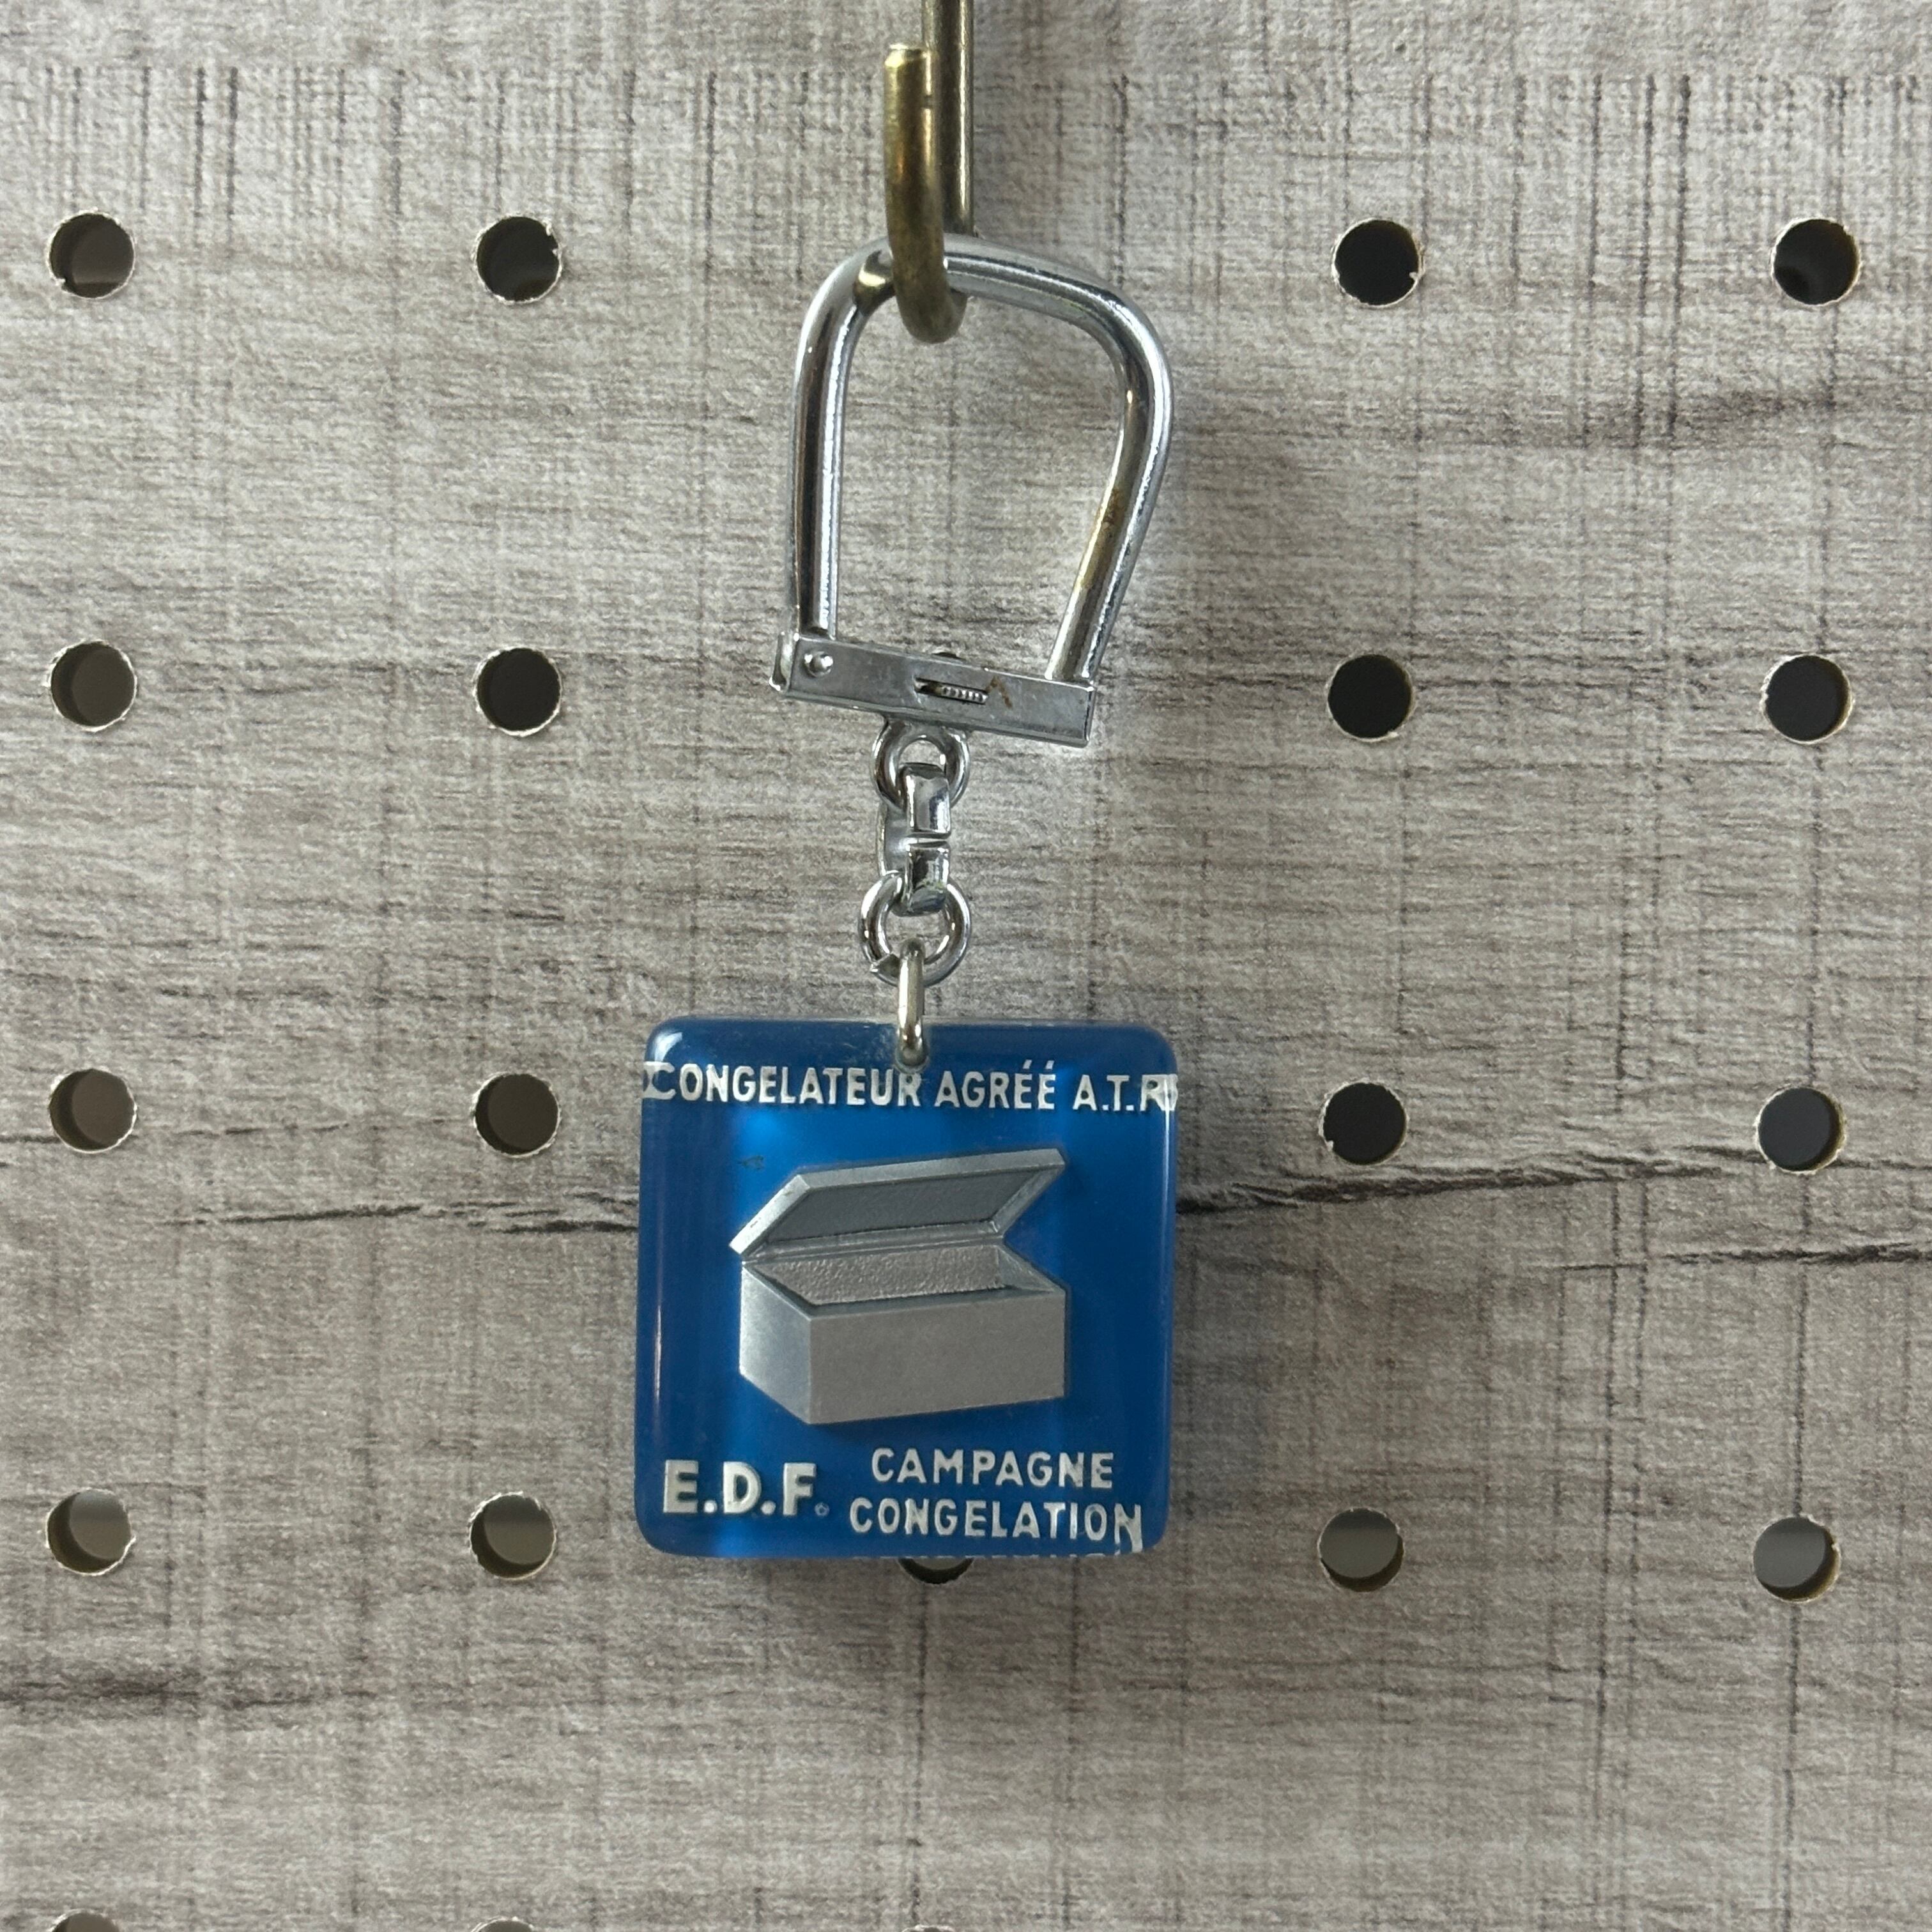 CONGELATEUR AGRÉÉ A.T.F
E.D.F.
CAMPAGNE
CONGELATION